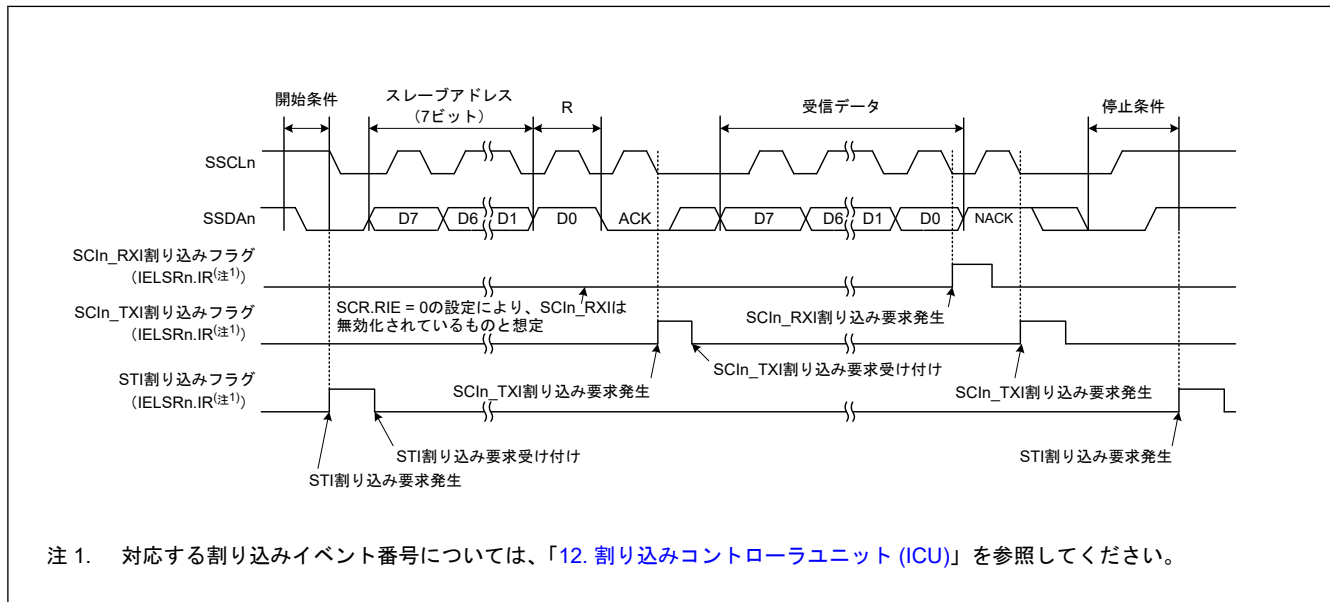 開始条件
スレーブアドレス
（7ビット）
R
受信データ
停止条件
SSCLn
SSDAn
D7
D6
D1
D0
ACK
D7
D6
D1
D0
NACK
SCIn_RXI割り込みフラグ
（IELSRn.IR(注1)）
SCR.RIE = 0の設定により、SCIn_RXIは
無効化されているものと想定
SCIn_RXI割り込み要求発生
SCIn_TXI割り込みフラグ
（IELSRn.IR(注1)）
SCIn_TXI割り込み要求発生
SCIn_TXI割り込み要求受け付け
SCIn_TXI割り込み要求発生
STI割り込みフラグ
（IELSRn.IR(注1)）
STI割り込み要求受け付け
STI割り込み要求発生
STI割り込み要求発生
注 1. 対応する割り込みイベント番号については、「12. 割り込みコントローラユニット (ICU)」を参照してください。